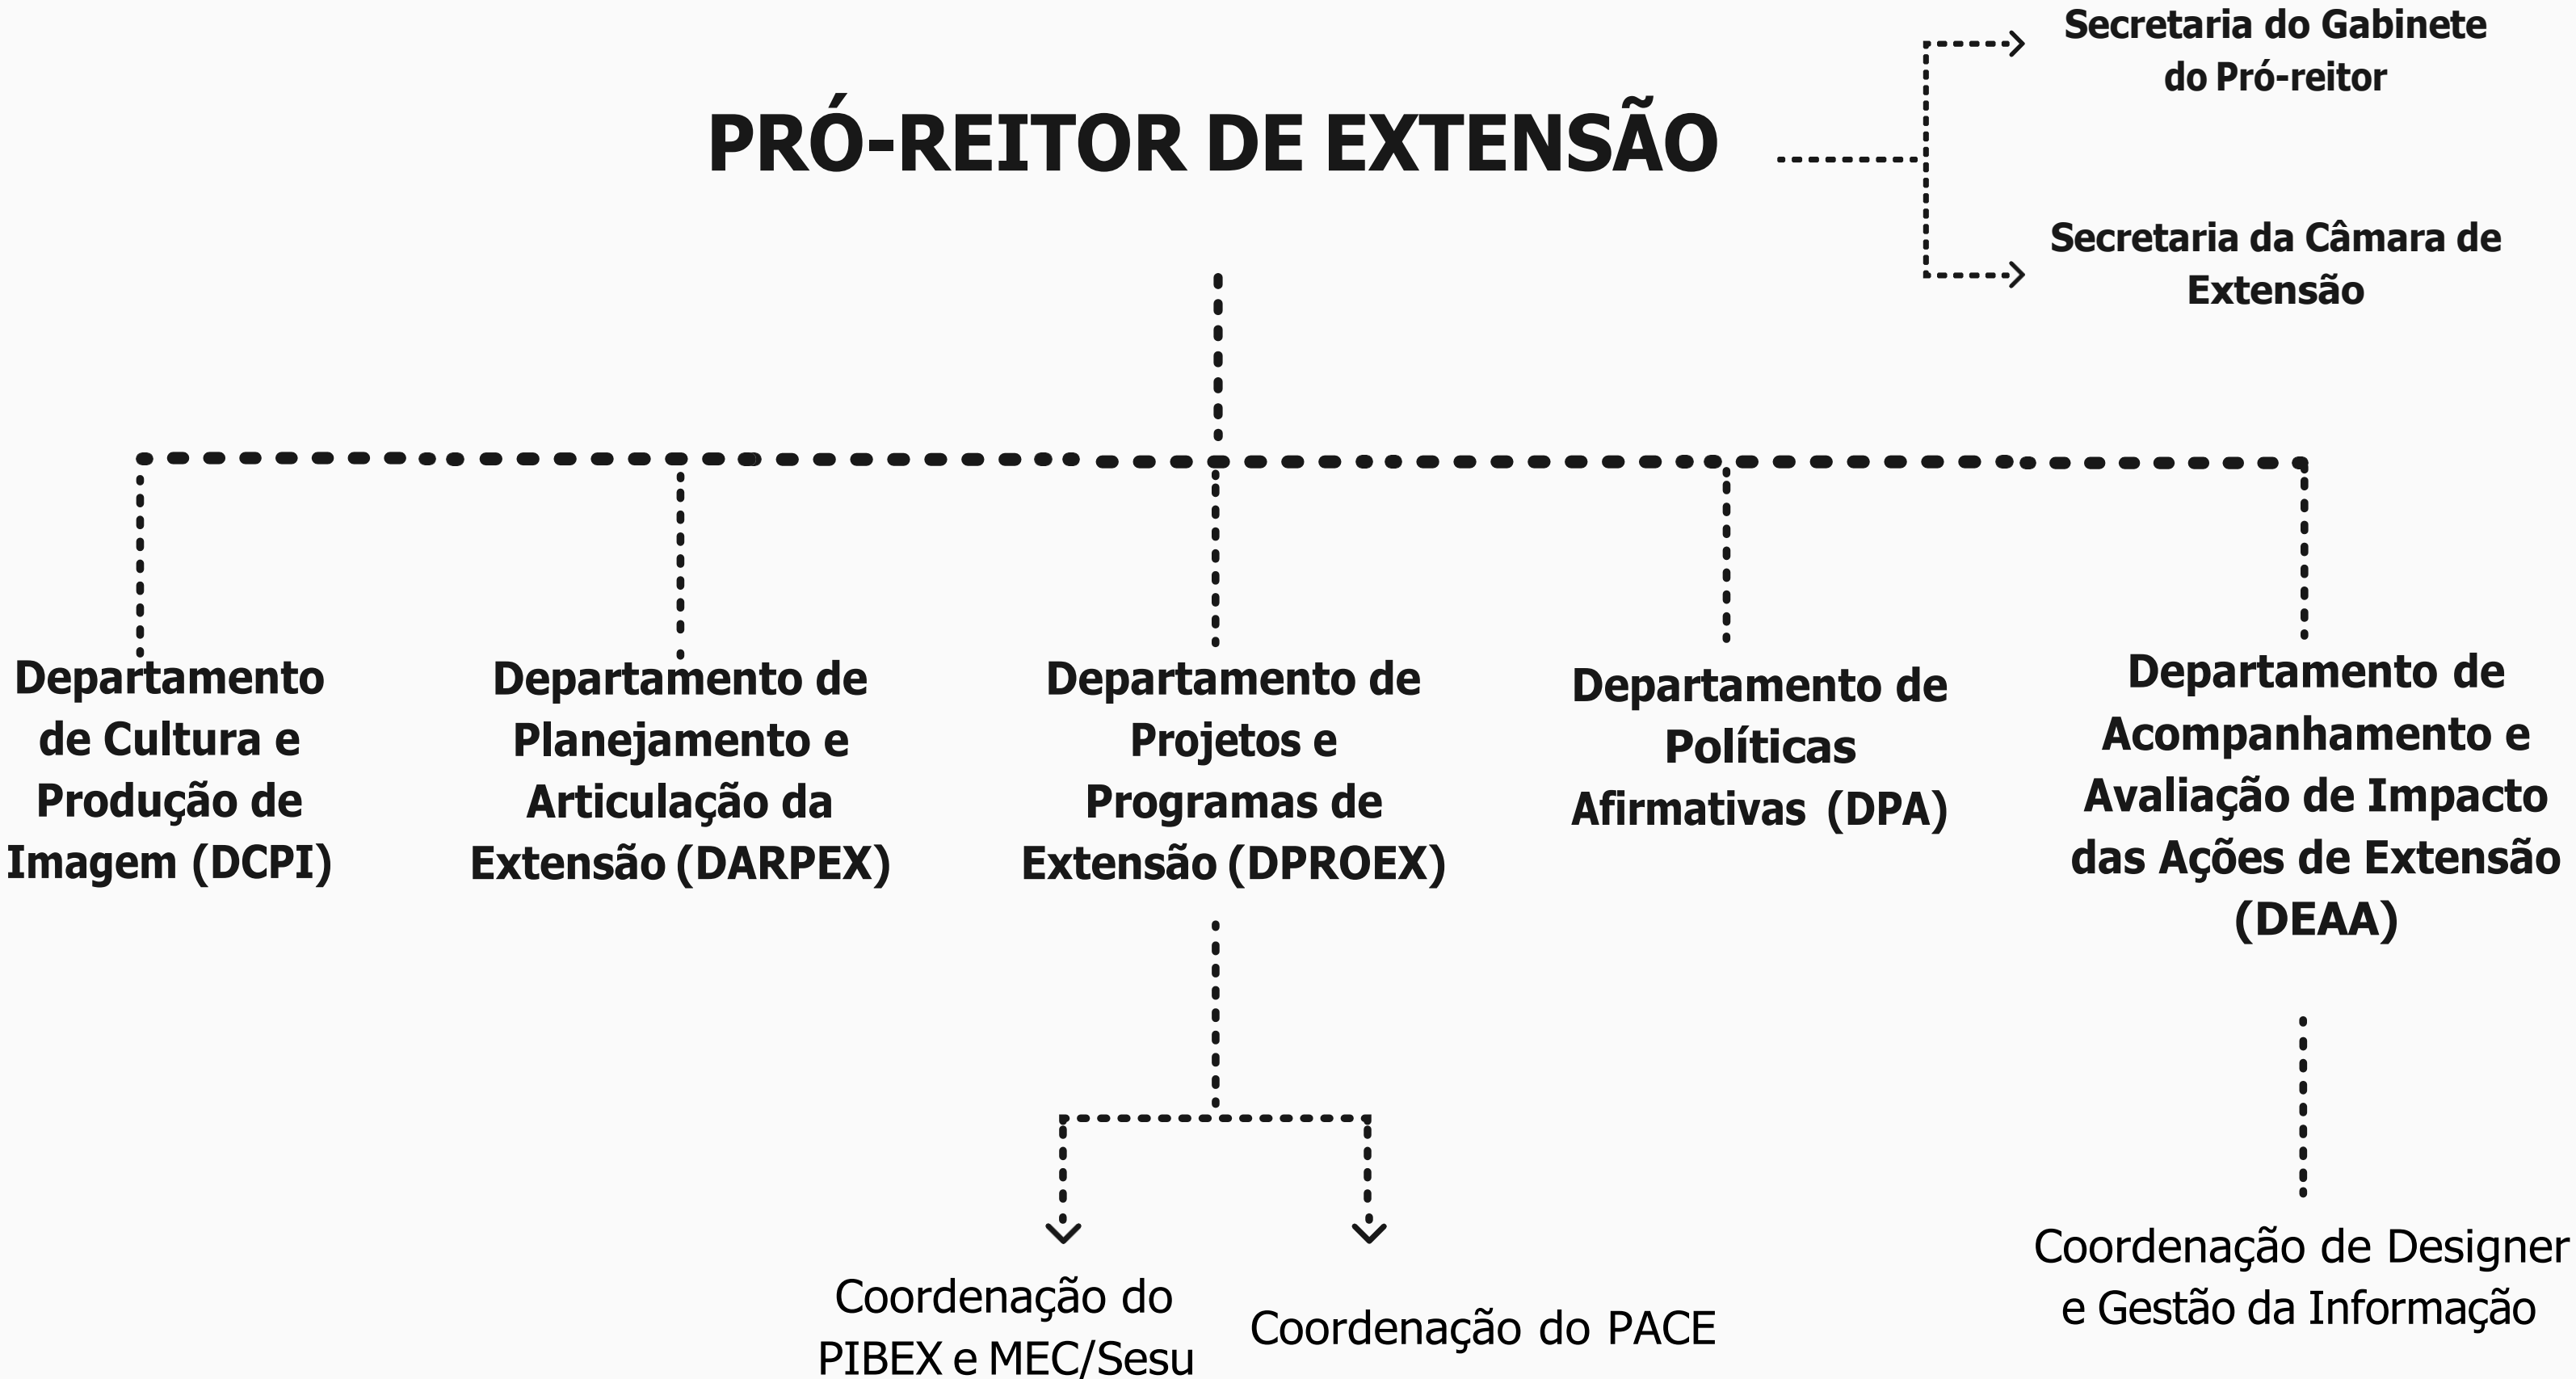 Secretaria do Gabinete
do Pró-reitor
PRÓ-REITOR DE EXTENSÃO
Secretaria da Câmara de
Extensão
Departamento
de Cultura e
Produção de
Imagem (DCPI)
Departamento de
Planejamento e
Articulação da
Extensão (DARPEX)
Departamento de
Projetos e
Programas de
Extensão (DPROEX)
Departamento de
Políticas
Afirmativas (DPA)
Departamento de
Acompanhamento e
Avaliação de Impacto
das Ações de Extensão
(DEAA)
Coordenação do
PIBEX e MEC/Sesu
Coordenação do PACE
Coordenação de Designer
e Gestão da Informação